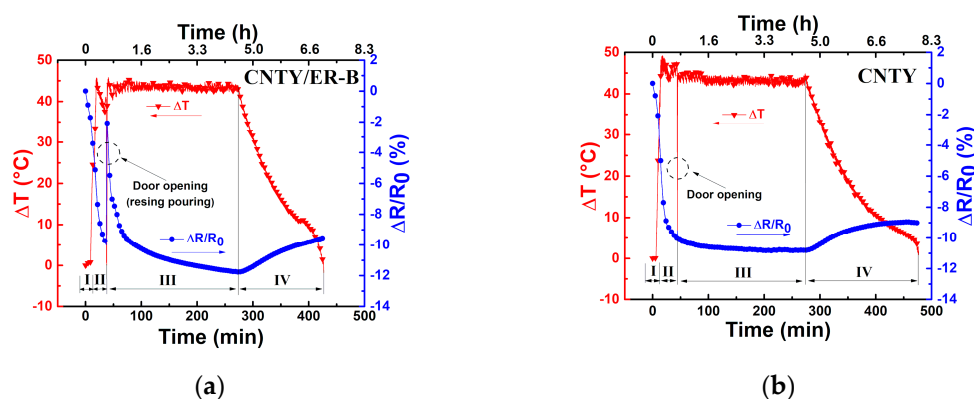 Time (h)
0 1.6 3.3 5.0 6.6 8.3
CNTY/ER-B
ΔT
Door opening
(resing pouring)
ΔR/R0
I II III IV
ΔT (°C)
50
40
30
20
10
0
-10
ΔR/R0 (%)
2
0
-2
-4
-6
-8
-10
-12
-14
0 100 200 300 400 500
Time (min)
(a)
Time (h)
0 1.6 3.3 5.0 6.6 8.3
CNTY
ΔT
Door opening
ΔR/R0
I II III IV
ΔT (°C)
50
40
30
20
10
0
-10
ΔR/R0 (%)
2
0
-2
-4
-6
-8
-10
-12
-14
0 100 200 300 400 500
Time (min)
(b)